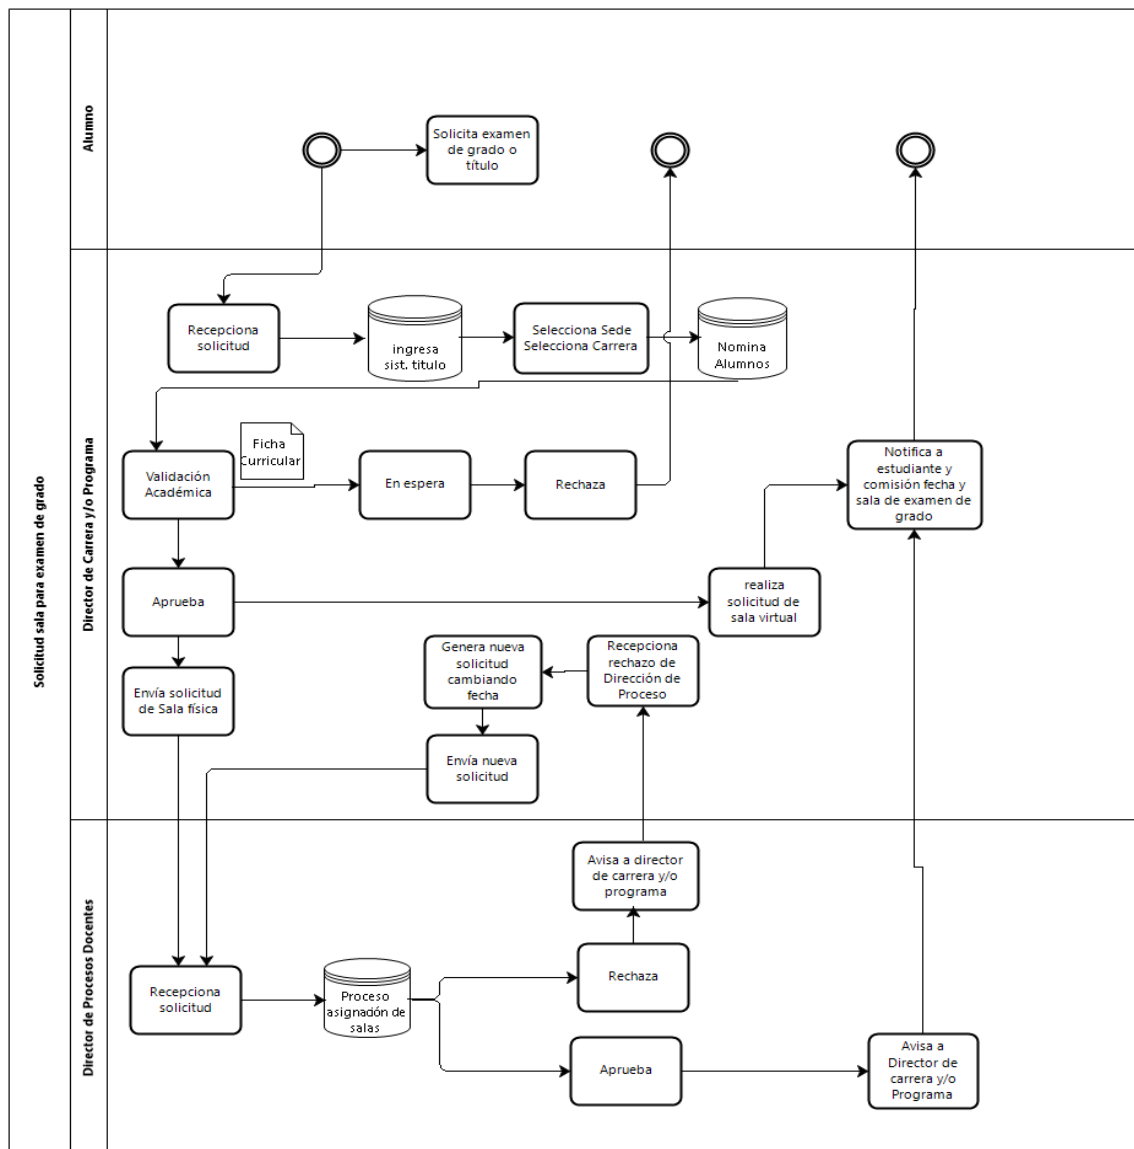 Solicitud sala para examen de grado
Alumno
Solicita examen
de grado o
título
Director de Carrera y/o Programa
Recepciona
solicitud
ingresa
sist. titulo
Selecciona Sede
Selecciona Carrera
Nomina
Alumnos
Validación
Académica
Ficha
Curricular
En espera
Rechaza
Notifica a
estudiante y
comisión fecha y
sala de examen de
grado
Aprueba
realiza
solicitud de
sala virtual
Envía solicitud
de Sala física
Genera nueva
solicitud
cambiando
fecha
Recepciona
rechazo de
Dirección de
Proceso
Envía nueva
solicitud
Director de Procesos Docentes
Avisa a director
de carrera y/o
programa
Recepciona
solicitud
Proceso
asignación de
salas
Rechaza
Aprueba
Avisa a
Director de
carrera y/o
Programa